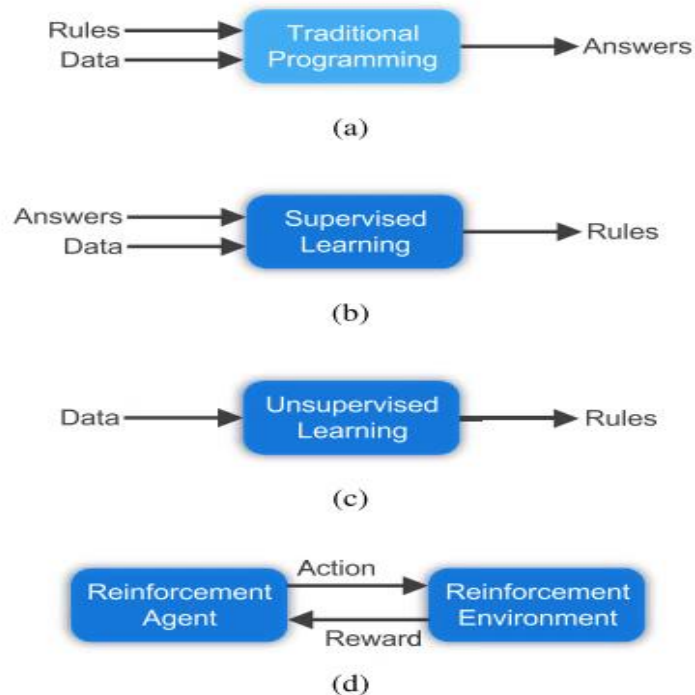 Rules
Data
Traditional
Programming
Answers
(a)
Answers
Data
Supervised
Learning
Rules
(b)
Data
Unsupervised
Learning
Rules
(c)
Reinforcement
Agent
Action
Reward
Reinforcement
Environment
(d)